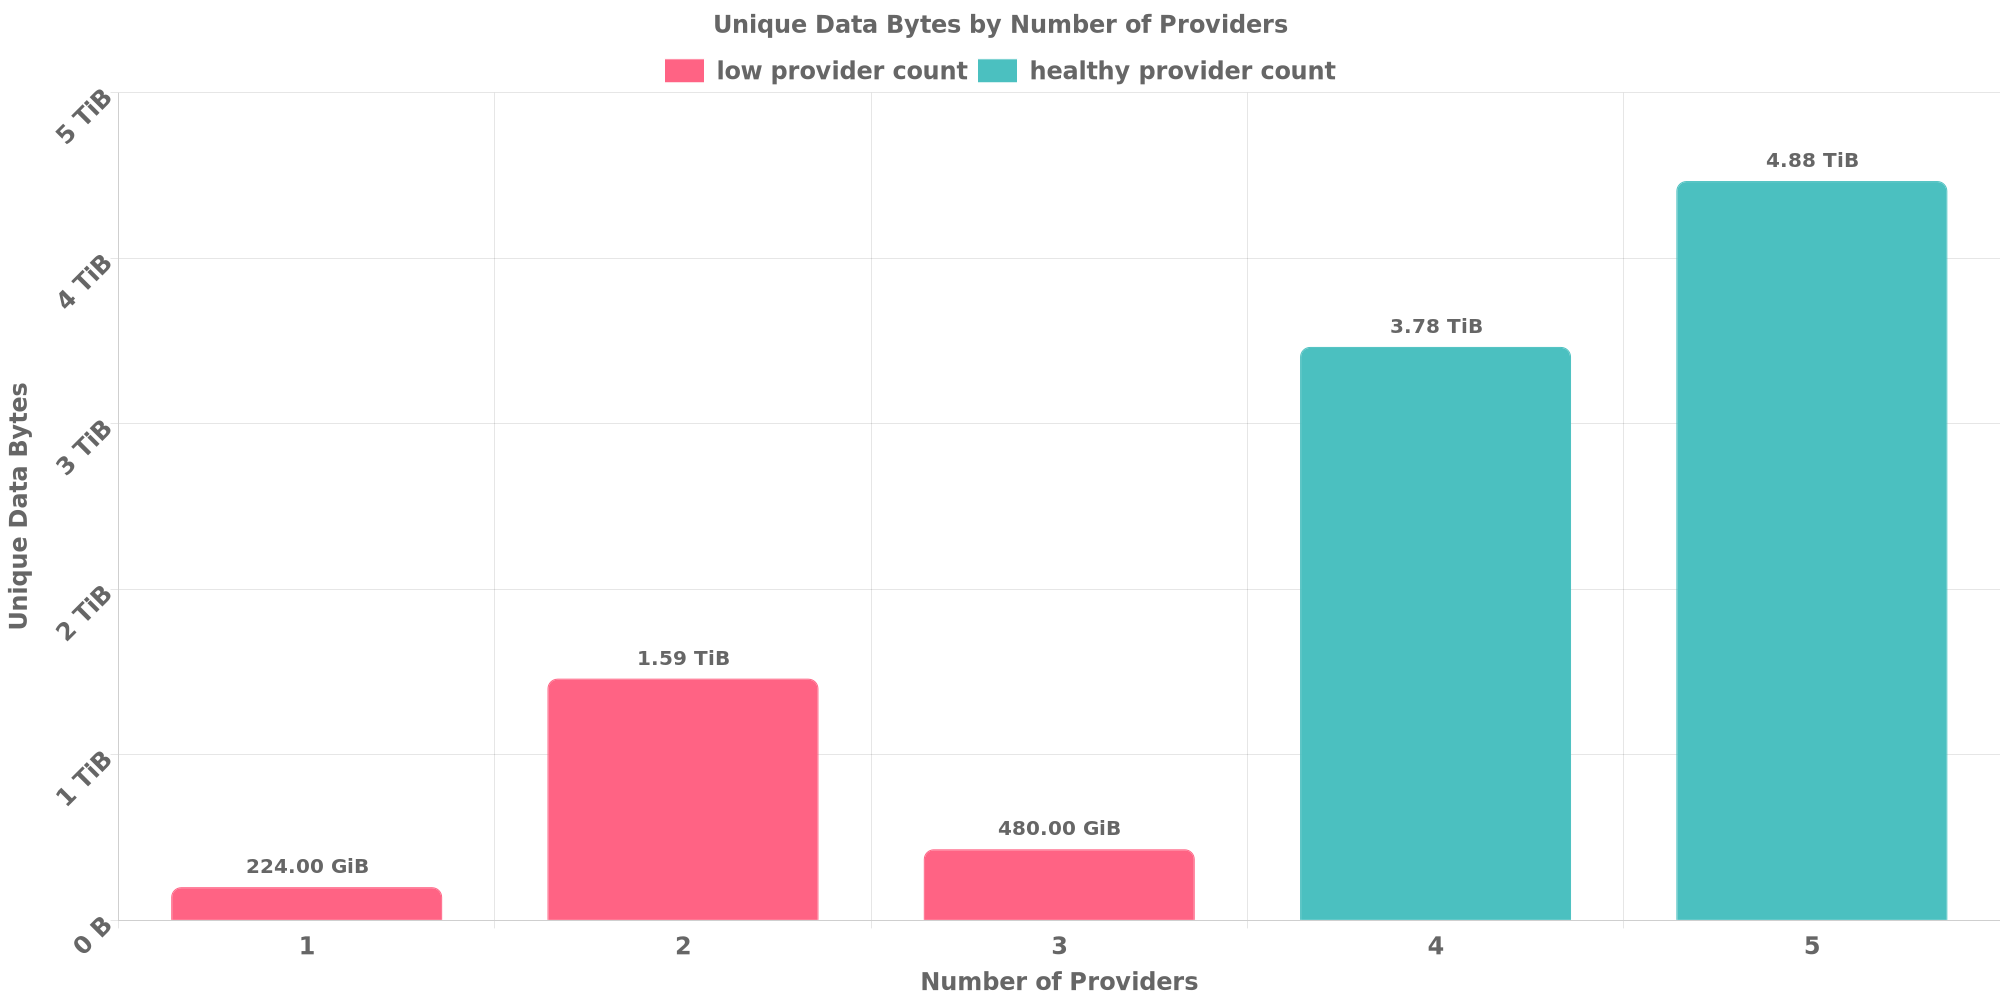 Unique Data Bytes by Number of Providers
low provider count healthy provider count
5 TiB
4 TiB
3 TiB
2 TiB
1 TiB
0 B
Unique Data Bytes
224.00 GiB
1.59 TiB
480.00 GiB
3.78 TiB
4.88 TiB
1 2 3 4 5
Number of Providers